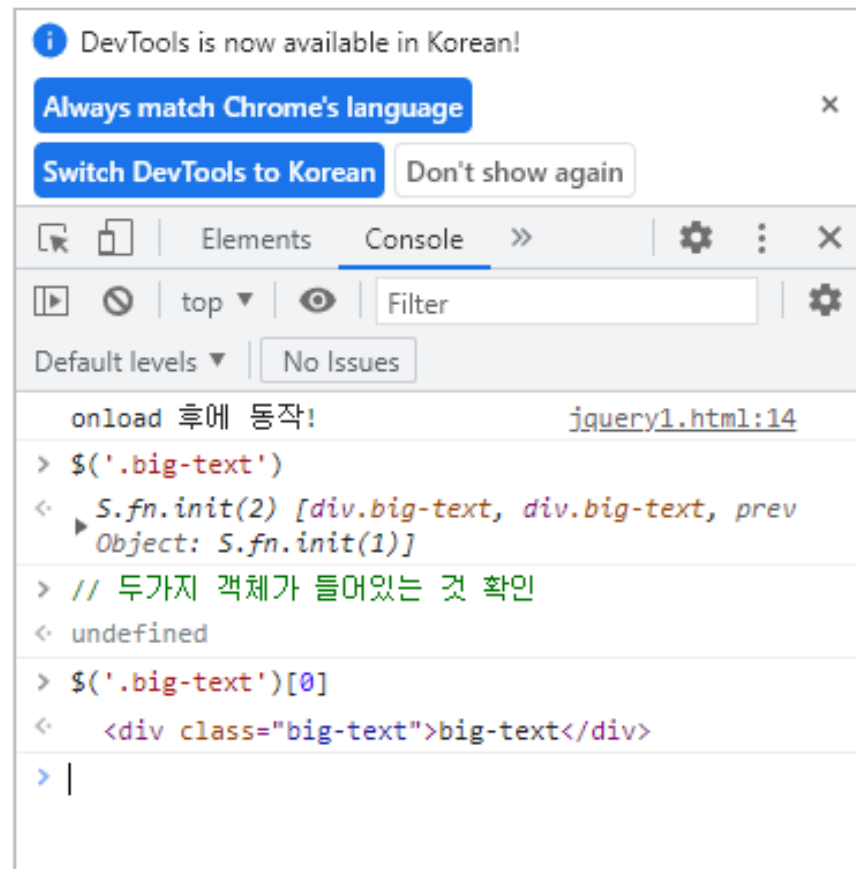 DevTools is now available in Korean!
Always match Chrome's language
Switch DevTools to Korean Don't show again
Elements Console
top Filter
Default levels No Issues
onload 후에 동작! jquery1.html:14
> $('.big-text')
S.fn.init(2) [div.big-text, div.big-text, prev
Object: S.fn.init(1)]
> // 두가지 객체가 들어있는 것 확인
undefined
> $('.big-text')[0]
<div class="big-text">big-text</div>
>